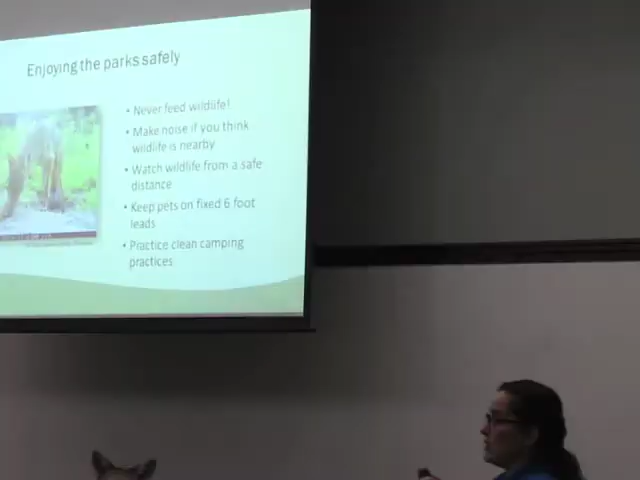 Enjoying the parks safely
• Never feed wildlife!
• Make noise if you think
wildlife is nearby
• Watch wildlife from a safe
distance
• Keep pets on fixed 6 foot
leads
• Practice clean camping
practices